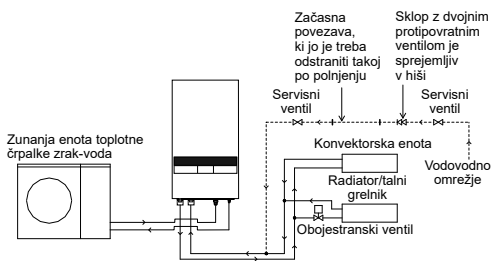 Začasna
povezava,
ki jo je treba
odstraniti takoj
po polnjenju
Sklop z dvojnim
protipovratnim
ventilom je
sprejemljiv
v hiši
Servisni
ventil
Servisni
ventil
Zunanja enota toplotne
črpalke zrak-voda
Konvektorska enota
Radiator/talni
grelnik
Vodovodno
omrežje
Obojestranski ventil